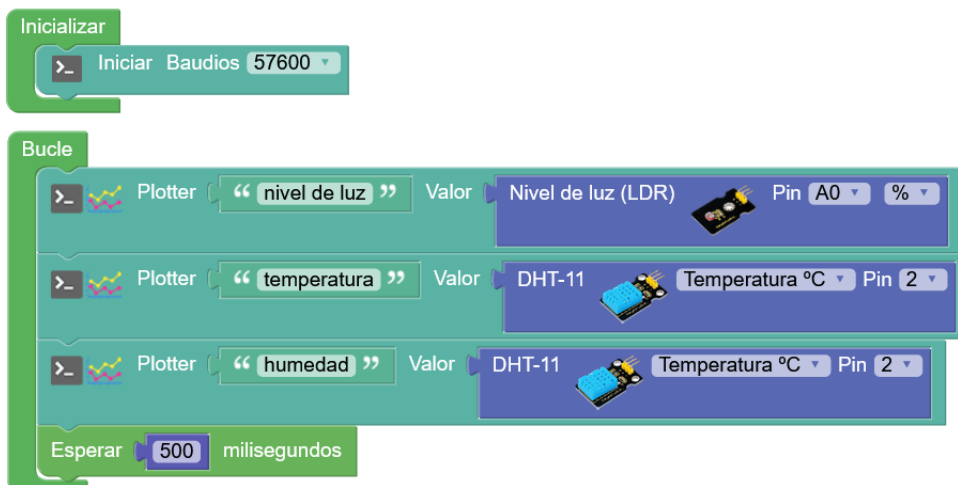 Inicializar
>_ Iniciar Baudios 57600
Bucle
>_ Plotter “ nivel de luz ” Valor Nivel de luz (LDR) Pin A0 %
>_ Plotter “ temperatura ” Valor DHT-11 Temperatura ºC Pin 2
>_ Plotter “ humedad ” Valor DHT-11 Temperatura ºC Pin 2
Esperar 500 milisegundos